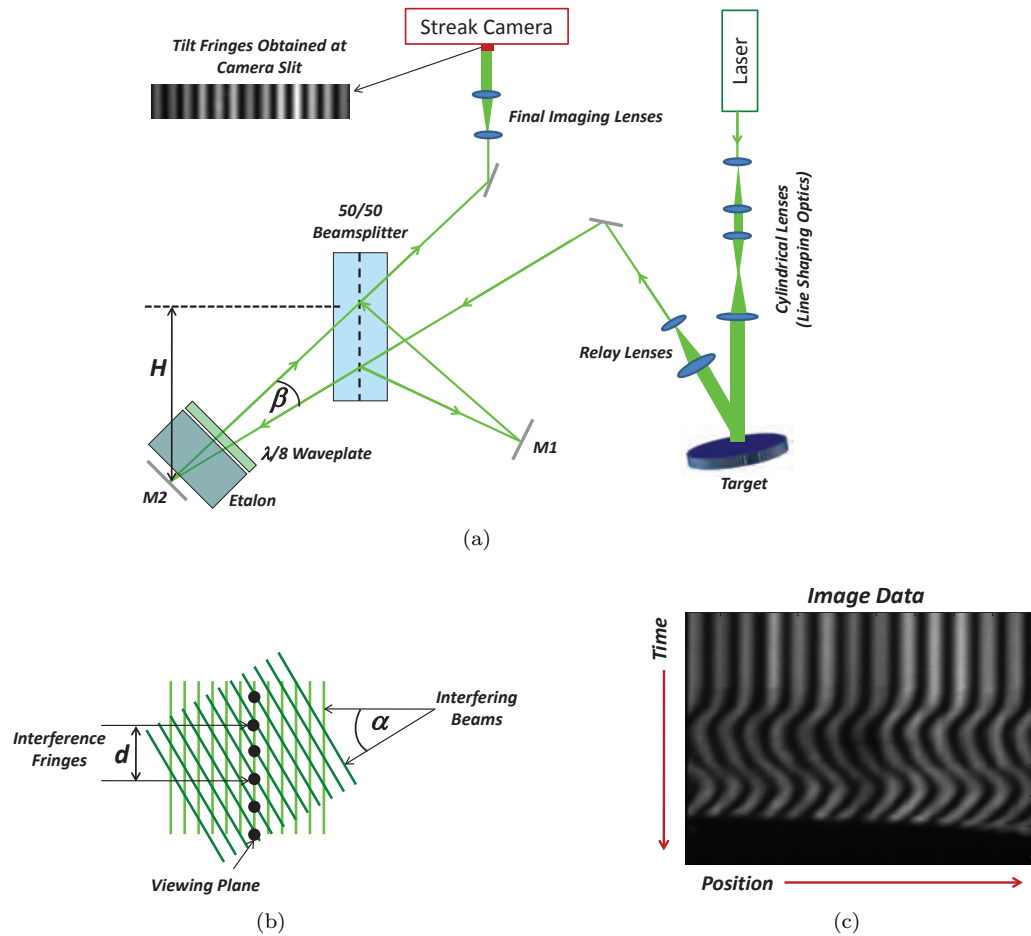 Streak Camera
Laser
Tilt Fringes Obtained at
Camera Slit
Final Imaging Lenses
50/50
Beamsplitter
Cylindrical Lenses
(Line Shaping Optics)
H
Relay Lenses
β
λ/8 Waveplate
M1
M2
Etalon
Target
(a)
Image Data
Time
Interfering
Beams
α
Interference
Fringes
d
Viewing Plane
Position
(b)
(c)